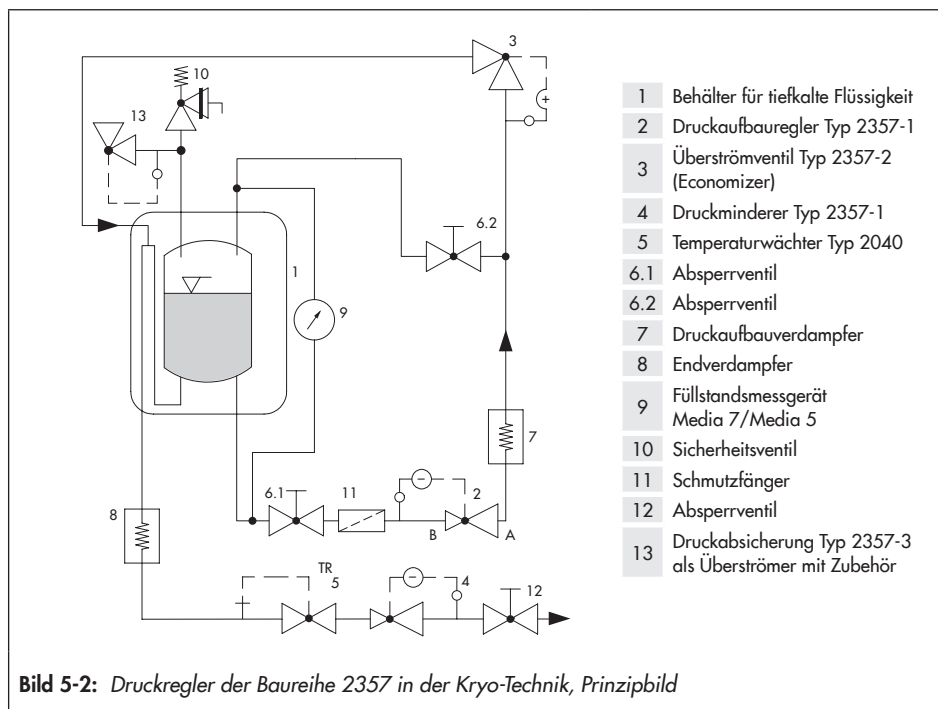 3
10
13
6.2
1
9
7
6.1
11
2
B
A
8
TR
5
4
12
1 Behälter für tiefkalte Flüssigkeit
2 Druckaufbauregler Typ 2357-1
3 Überströmventil Typ 2357-2
(Economizer)
4 Druckminderer Typ 2357-1
5 Temperaturwächter Typ 2040
6.1 Absperrventil
6.2 Absperrventil
7 Druckaufbauverdampfer
8 Endverdampfer
9 Füllstandsmessgerät
Media 7/Media 5
10 Sicherheitsventil
11 Schmutzfänger
12 Absperrventil
13 Druckabsicherung Typ 2357-3
als Überströmer mit Zubehör
Bild 5-2: Druckregler der Baureihe 2357 in der Kryo-Technik, Prinzipbild